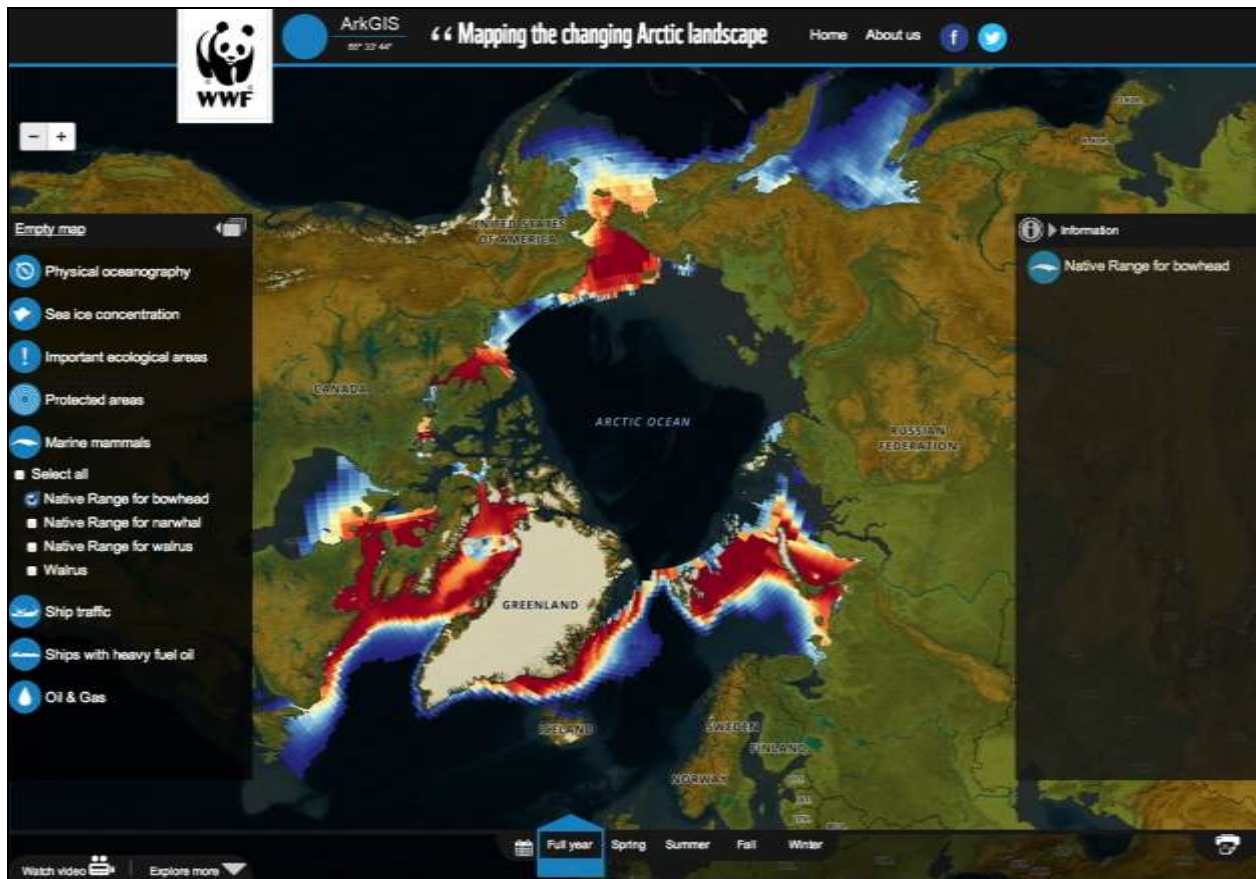 WWF
ArkGIS
66° 33' 44"
“ Mapping the changing Arctic landscape
Home
About us
f
− +
Empty map
Physical oceanography
Sea ice concentration
Important ecological areas
Protected areas
Marine mammals
Select all
Native Range for bowhead
Native Range for narwhal
Native Range for walrus
Walrus
Ship traffic
Ships with heavy fuel oil
Oil & Gas
Information
Native Range for bowhead
UNITED STATES
OF AMERICA
CANADA
ARCTIC OCEAN
RUSSIAN
FEDERATION
GREENLAND
ICELAND
SWEDEN
FINLAND
NORWAY
Full year
Spring
Summer
Fall
Winter
Watch video
Explore more